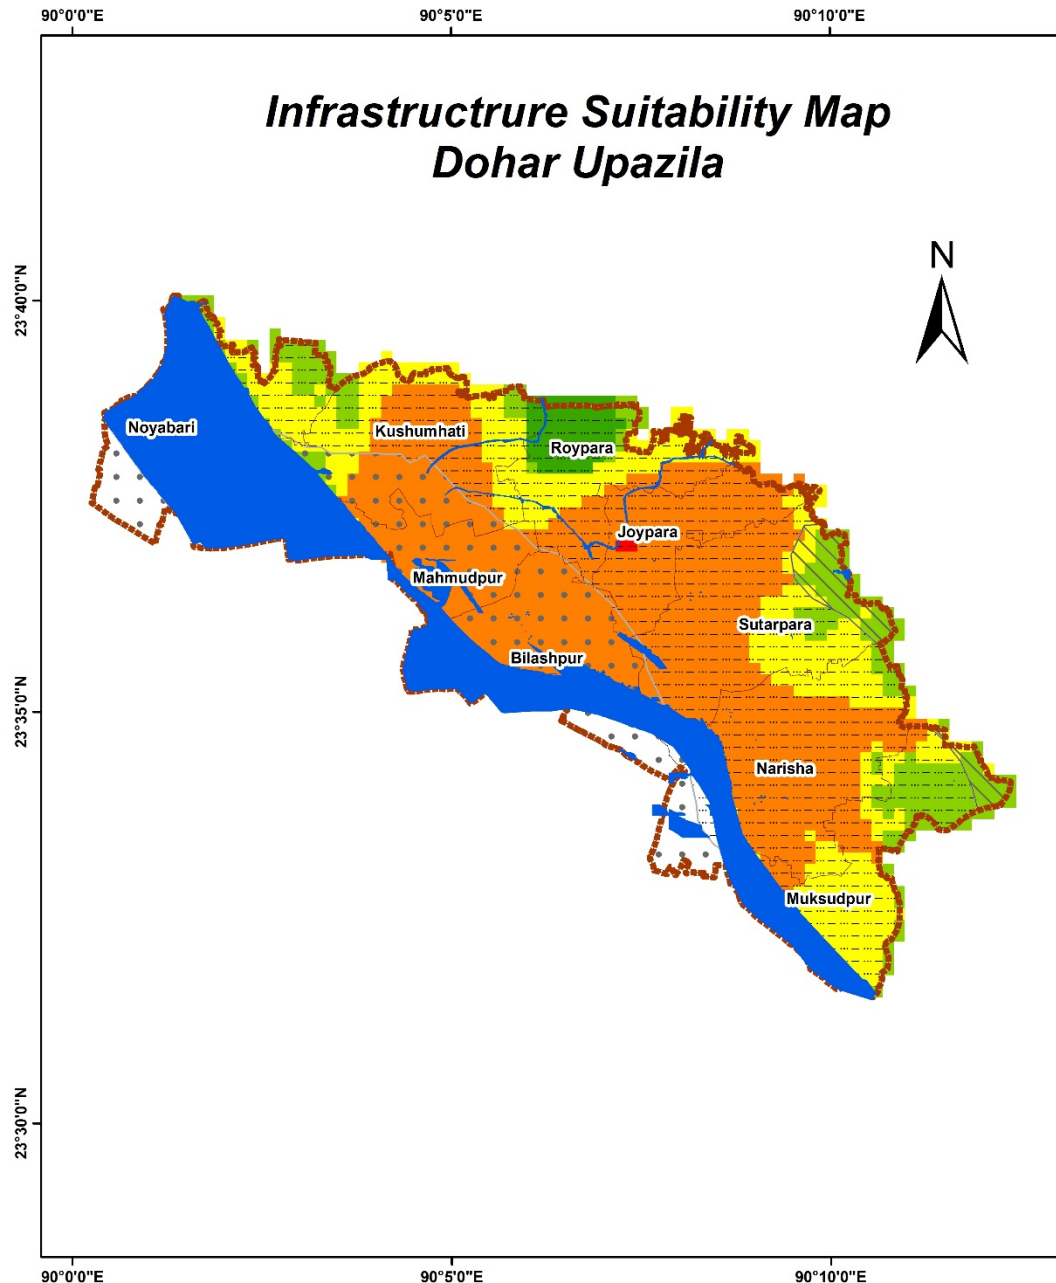 90°0'0"E
90°5'0"E
90°10'0"E
Infrastructrure Suitability Map
Dohar Upazila
N
23°40'0"N
Noyabari
Kushumhati
Roypara
Joypara
Mahmudpur
Sutarpara
Bilashpur
23°35'0"N
Narisha
Muksudpur
23°30'0"N
90°0'0"E
90°5'0"E
90°10'0"E